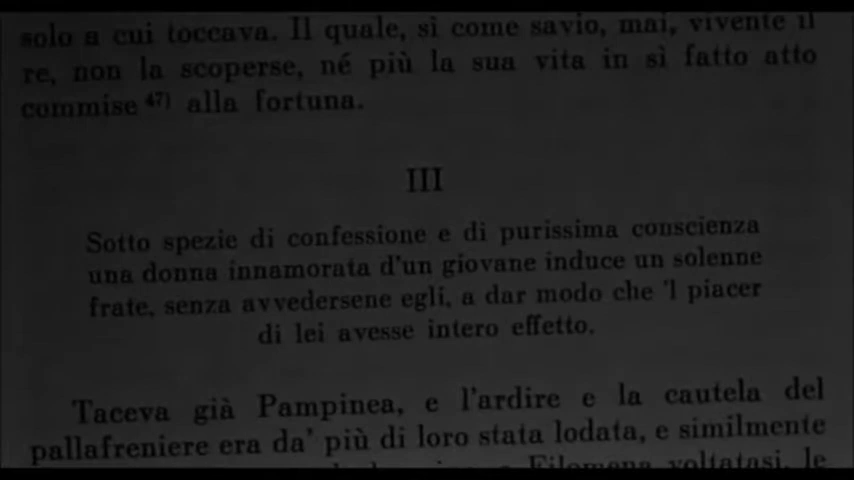 solo a cui toccava. Il quale, sì come savio, mai, vivente il
re, non la scoperse, né più la sua vita in sì fatto atto
commise 47) alla fortuna.
III
Sotto spezie di confessione e di purissima conscienza
una donna innamorata d'un giovane induce un solenne
frate, senza avvedersene egli, a dar modo che 'l piacer
di lei avesse intero effetto.
Taceva già Pampinea, e l'ardire e la cautela del
pallafreniere era da' più di loro stata lodata, e similmente
Filomena voltatasi, le